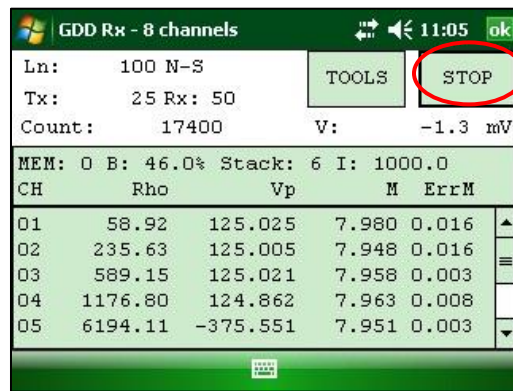 GDD Rx - 8 channels 11:05 ok
Ln: 100 N-S TOOLS STOP
Tx: 25 Rx: 50
Count: 17400 V: -1.3 mV
MEM: 0 B: 46.0% Stack: 6 I: 1000.0
CH Rho Vp M ErrM
01 58.92 125.025 7.980 0.016
02 235.63 125.005 7.948 0.016
03 589.15 125.021 7.958 0.003
04 1176.80 124.862 7.963 0.008
05 6194.11 -375.551 7.951 0.003